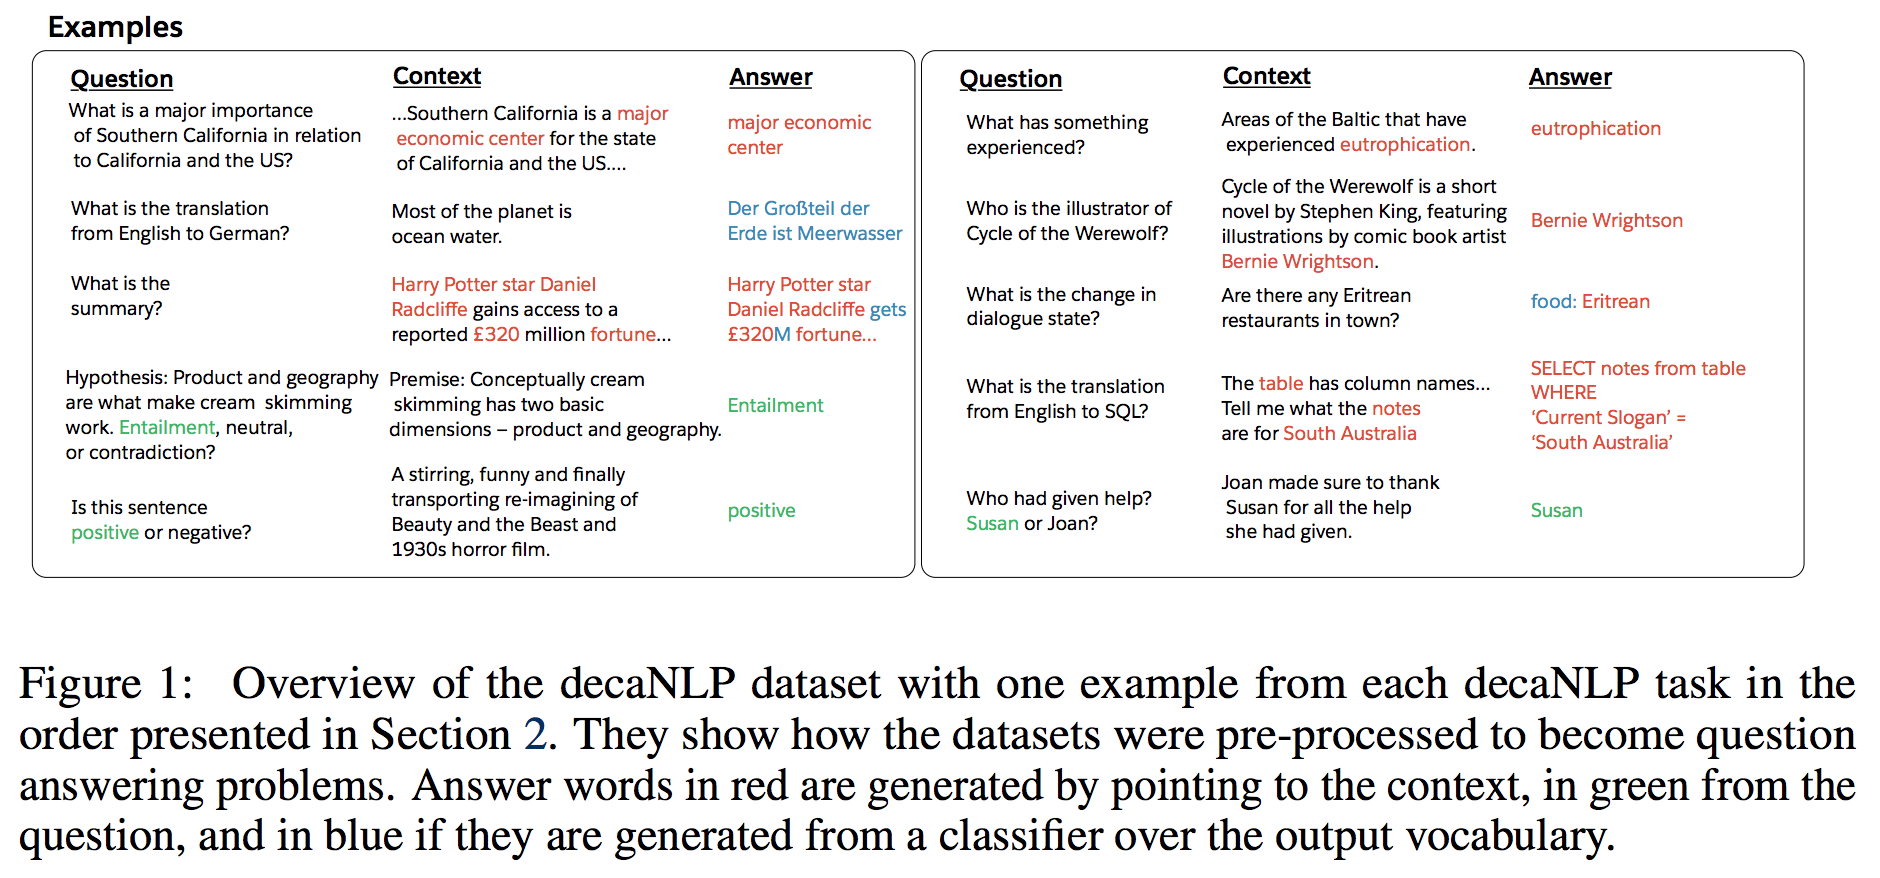 Examples
Question
Context
Answer
What is a major importance
of Southern California in relation
to California and the US?
...Southern California is a major
economic center for the state
of California and the US....
major economic
center
What is the translation
from English to German?
Most of the planet is
ocean water.
Der Großteil der
Erde ist Meerwasser
What is the
summary?
Harry Potter star Daniel
Radcliffe gains access to a
reported £320 million fortune...
Harry Potter star
Daniel Radcliffe gets
£320M fortune...
Hypothesis: Product and geography
are what make cream skimming
work. Entailment, neutral,
or contradiction?
Premise: Conceptually cream
skimming has two basic
dimensions – product and geography.
Entailment
Is this sentence
positive or negative?
A stirring, funny and finally
transporting re-imagining of
Beauty and the Beast and
1930s horror film.
positive
Question
Context
Answer
What has something
experienced?
Areas of the Baltic that have
experienced eutrophication.
eutrophication
Who is the illustrator of
Cycle of the Werewolf?
Cycle of the Werewolf is a short
novel by Stephen King, featuring
illustrations by comic book artist
Bernie Wrightson.
Bernie Wrightson
What is the change in
dialogue state?
Are there any Eritrean
restaurants in town?
food: Eritrean
What is the translation
from English to SQL?
The table has column names...
Tell me what the notes
are for South Australia
SELECT notes from table
WHERE
‘Current Slogan’ =
‘South Australia’
Who had given help?
Susan or Joan?
Joan made sure to thank
Susan for all the help
she had given.
Susan
Figure 1: Overview of the decaNLP dataset with one example from each decaNLP task in the
order presented in Section 2. They show how the datasets were pre-processed to become question
answering problems. Answer words in red are generated by pointing to the context, in green from the
question, and in blue if they are generated from a classifier over the output vocabulary.